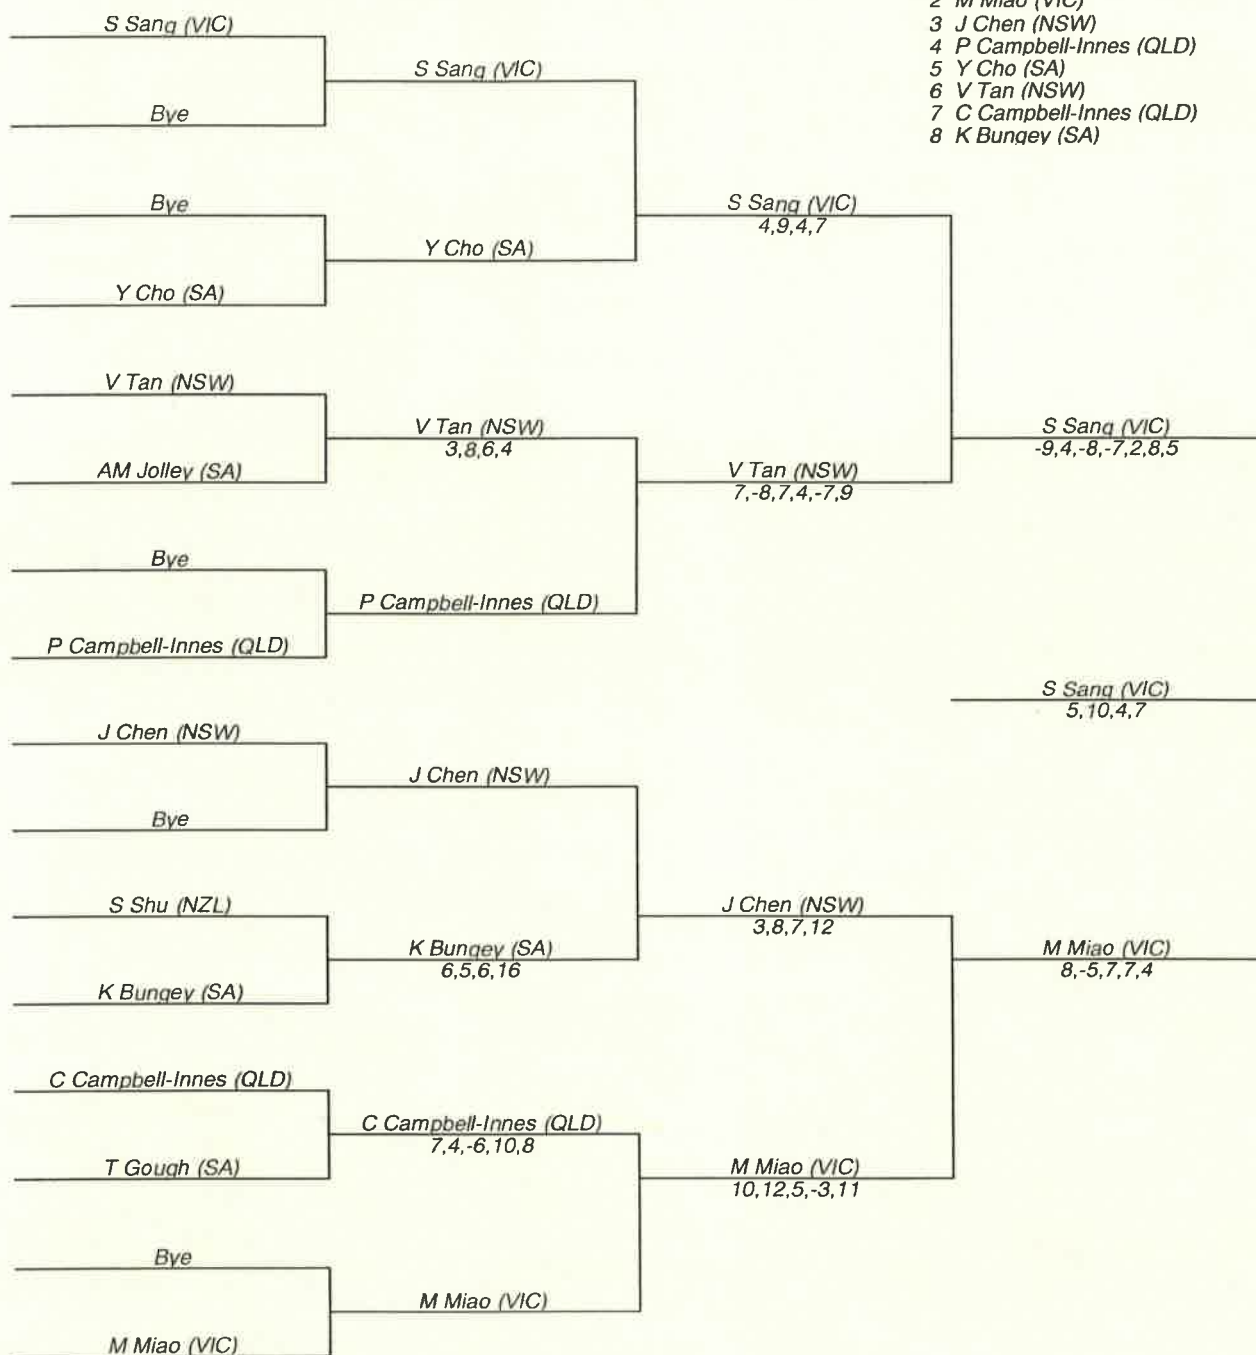 2 M Miao (VIC)
3 J Chen (NSW)
4 P Campbell-Innes (QLD)
5 Y Cho (SA)
6 V Tan (NSW)
7 C Campbell-Innes (QLD)
8 K Bungey (SA)
S Sang (VIC)
Bye
Bye
Y Cho (SA)
V Tan (NSW)
AM Jolley (SA)
Bye
P Campbell-Innes (QLD)
J Chen (NSW)
Bye
S Shu (NZL)
K Bungey (SA)
C Campbell-Innes (QLD)
T Gough (SA)
Bye
M Miao (VIC)
S Sang (VIC)
Y Cho (SA)
V Tan (NSW)
3,8,6,4
P Campbell-Innes (QLD)
J Chen (NSW)
K Bungey (SA)
6,5,6,16
C Campbell-Innes (QLD)
7,4,-6,10,8
M Miao (VIC)
S Sang (VIC)
4,9,4,7
V Tan (NSW)
7,-8,7,4,-7,9
J Chen (NSW)
3,8,7,12
M Miao (VIC)
10,12,5,-3,11
S Sang (VIC)
-9,4,-8,-7,2,8,5
M Miao (VIC)
8,-5,7,7,4
S Sang (VIC)
5,10,4,7